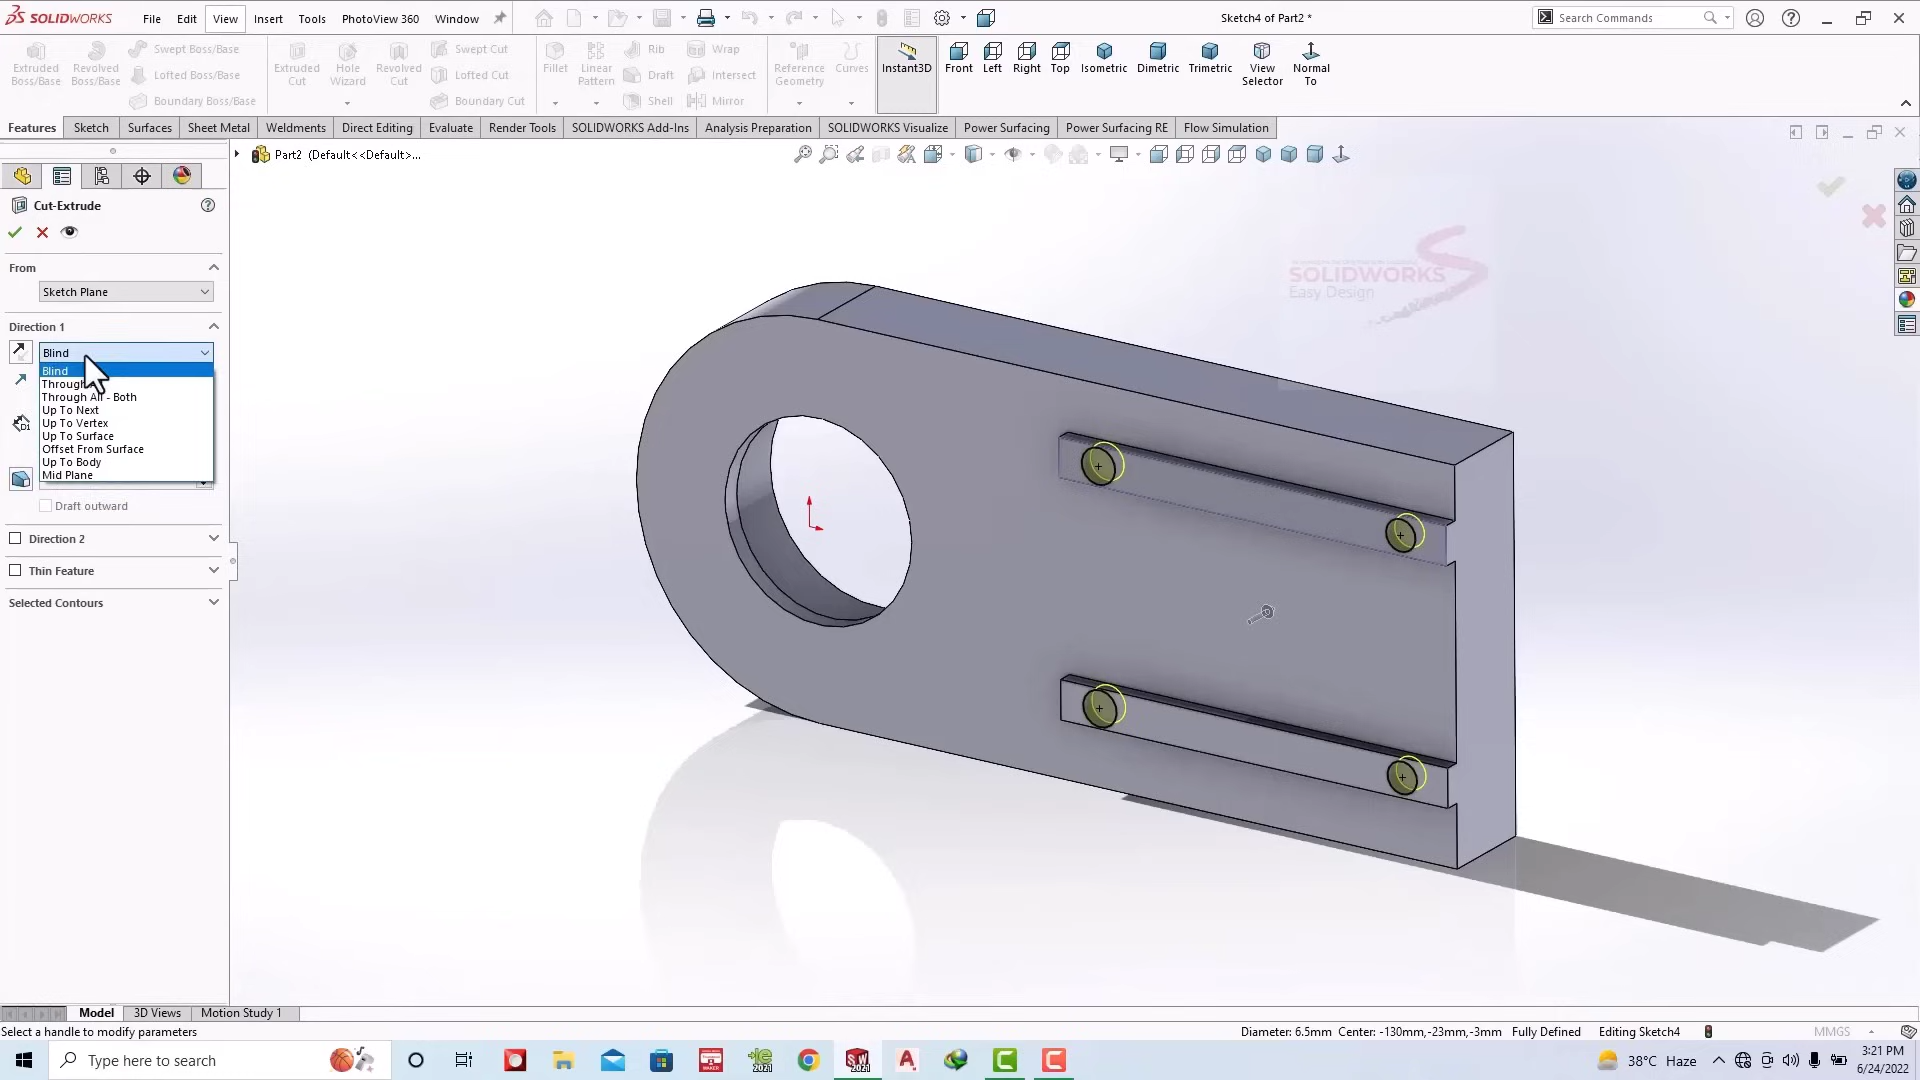 SOLIDWORKS File Edit View Insert Tools PhotoView 360 Window
Sketch4 of Part2 *
Search Commands
Extruded Boss/Base
Revolved Boss/Base
Swept Boss/Base
Lofted Boss/Base
Boundary Boss/Base
Extruded Cut
Hole Wizard
Revolved Cut
Swept Cut
Lofted Cut
Boundary Cut
Fillet
Linear Pattern
Rib
Draft
Shell
Wrap
Intersect
Mirror
Reference Geometry
Curves
Instant3D
Front
Left
Right
Top
Isometric
Dimetric
Trimetric
View Selector
Normal To
Features Sketch Surfaces Sheet Metal Weldments Direct Editing Evaluate Render Tools SOLIDWORKS Add-Ins Analysis Preparation SOLIDWORKS Visualize Power Surfacing Power Surfacing RE Flow Simulation
Part2 (Default<<Default>...
Cut-Extrude
From
Sketch Plane
Direction 1
Blind
Blind
Through
Through All - Both
Up To Next
Up To Vertex
Up To Surface
Offset From Surface
Up To Body
Mid Plane
Draft outward
Direction 2
Thin Feature
Selected Contours
SOLIDWORKS
Easy Design
Model 3D Views Motion Study 1
Select a handle to modify parameters
Diameter: 6.5mm Center: -130mm,-23mm,-3mm Fully Defined Editing Sketch4 MMGS
Type here to search
38°C Haze
3:21 PM
6/24/2022